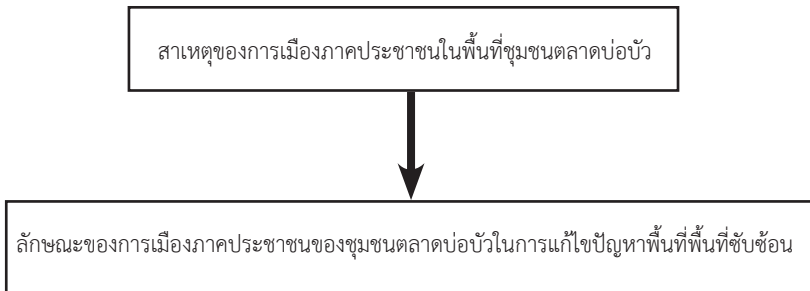 สาเหตุของการเมืองภาคประชาชนในพื้นที่ชุมชนตลาดบ่อบัว
ลักษณะของการเมืองภาคประชาชนของชุมชนตลาดบ่อบัวในการแก้ไขปัญหาพื้นที่พื้นที่ซับซ้อน